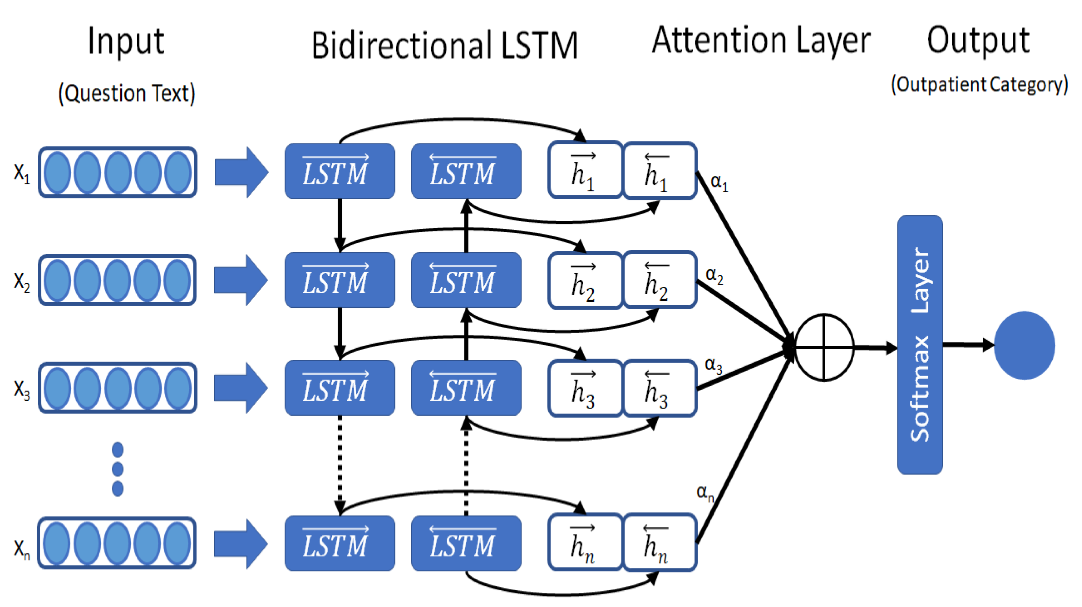 Input
(Question Text)
Bidirectional LSTM
Attention Layer
Output
(Outpatient Category)
X₁ LSTM LSTM h₁ h₁ α₁
X₂ LSTM LSTM h₂ h₂ α₂
X₃ LSTM LSTM h₃ h₃ α₃
Xₙ LSTM LSTM hₙ hₙ αₙ
Softmax Layer